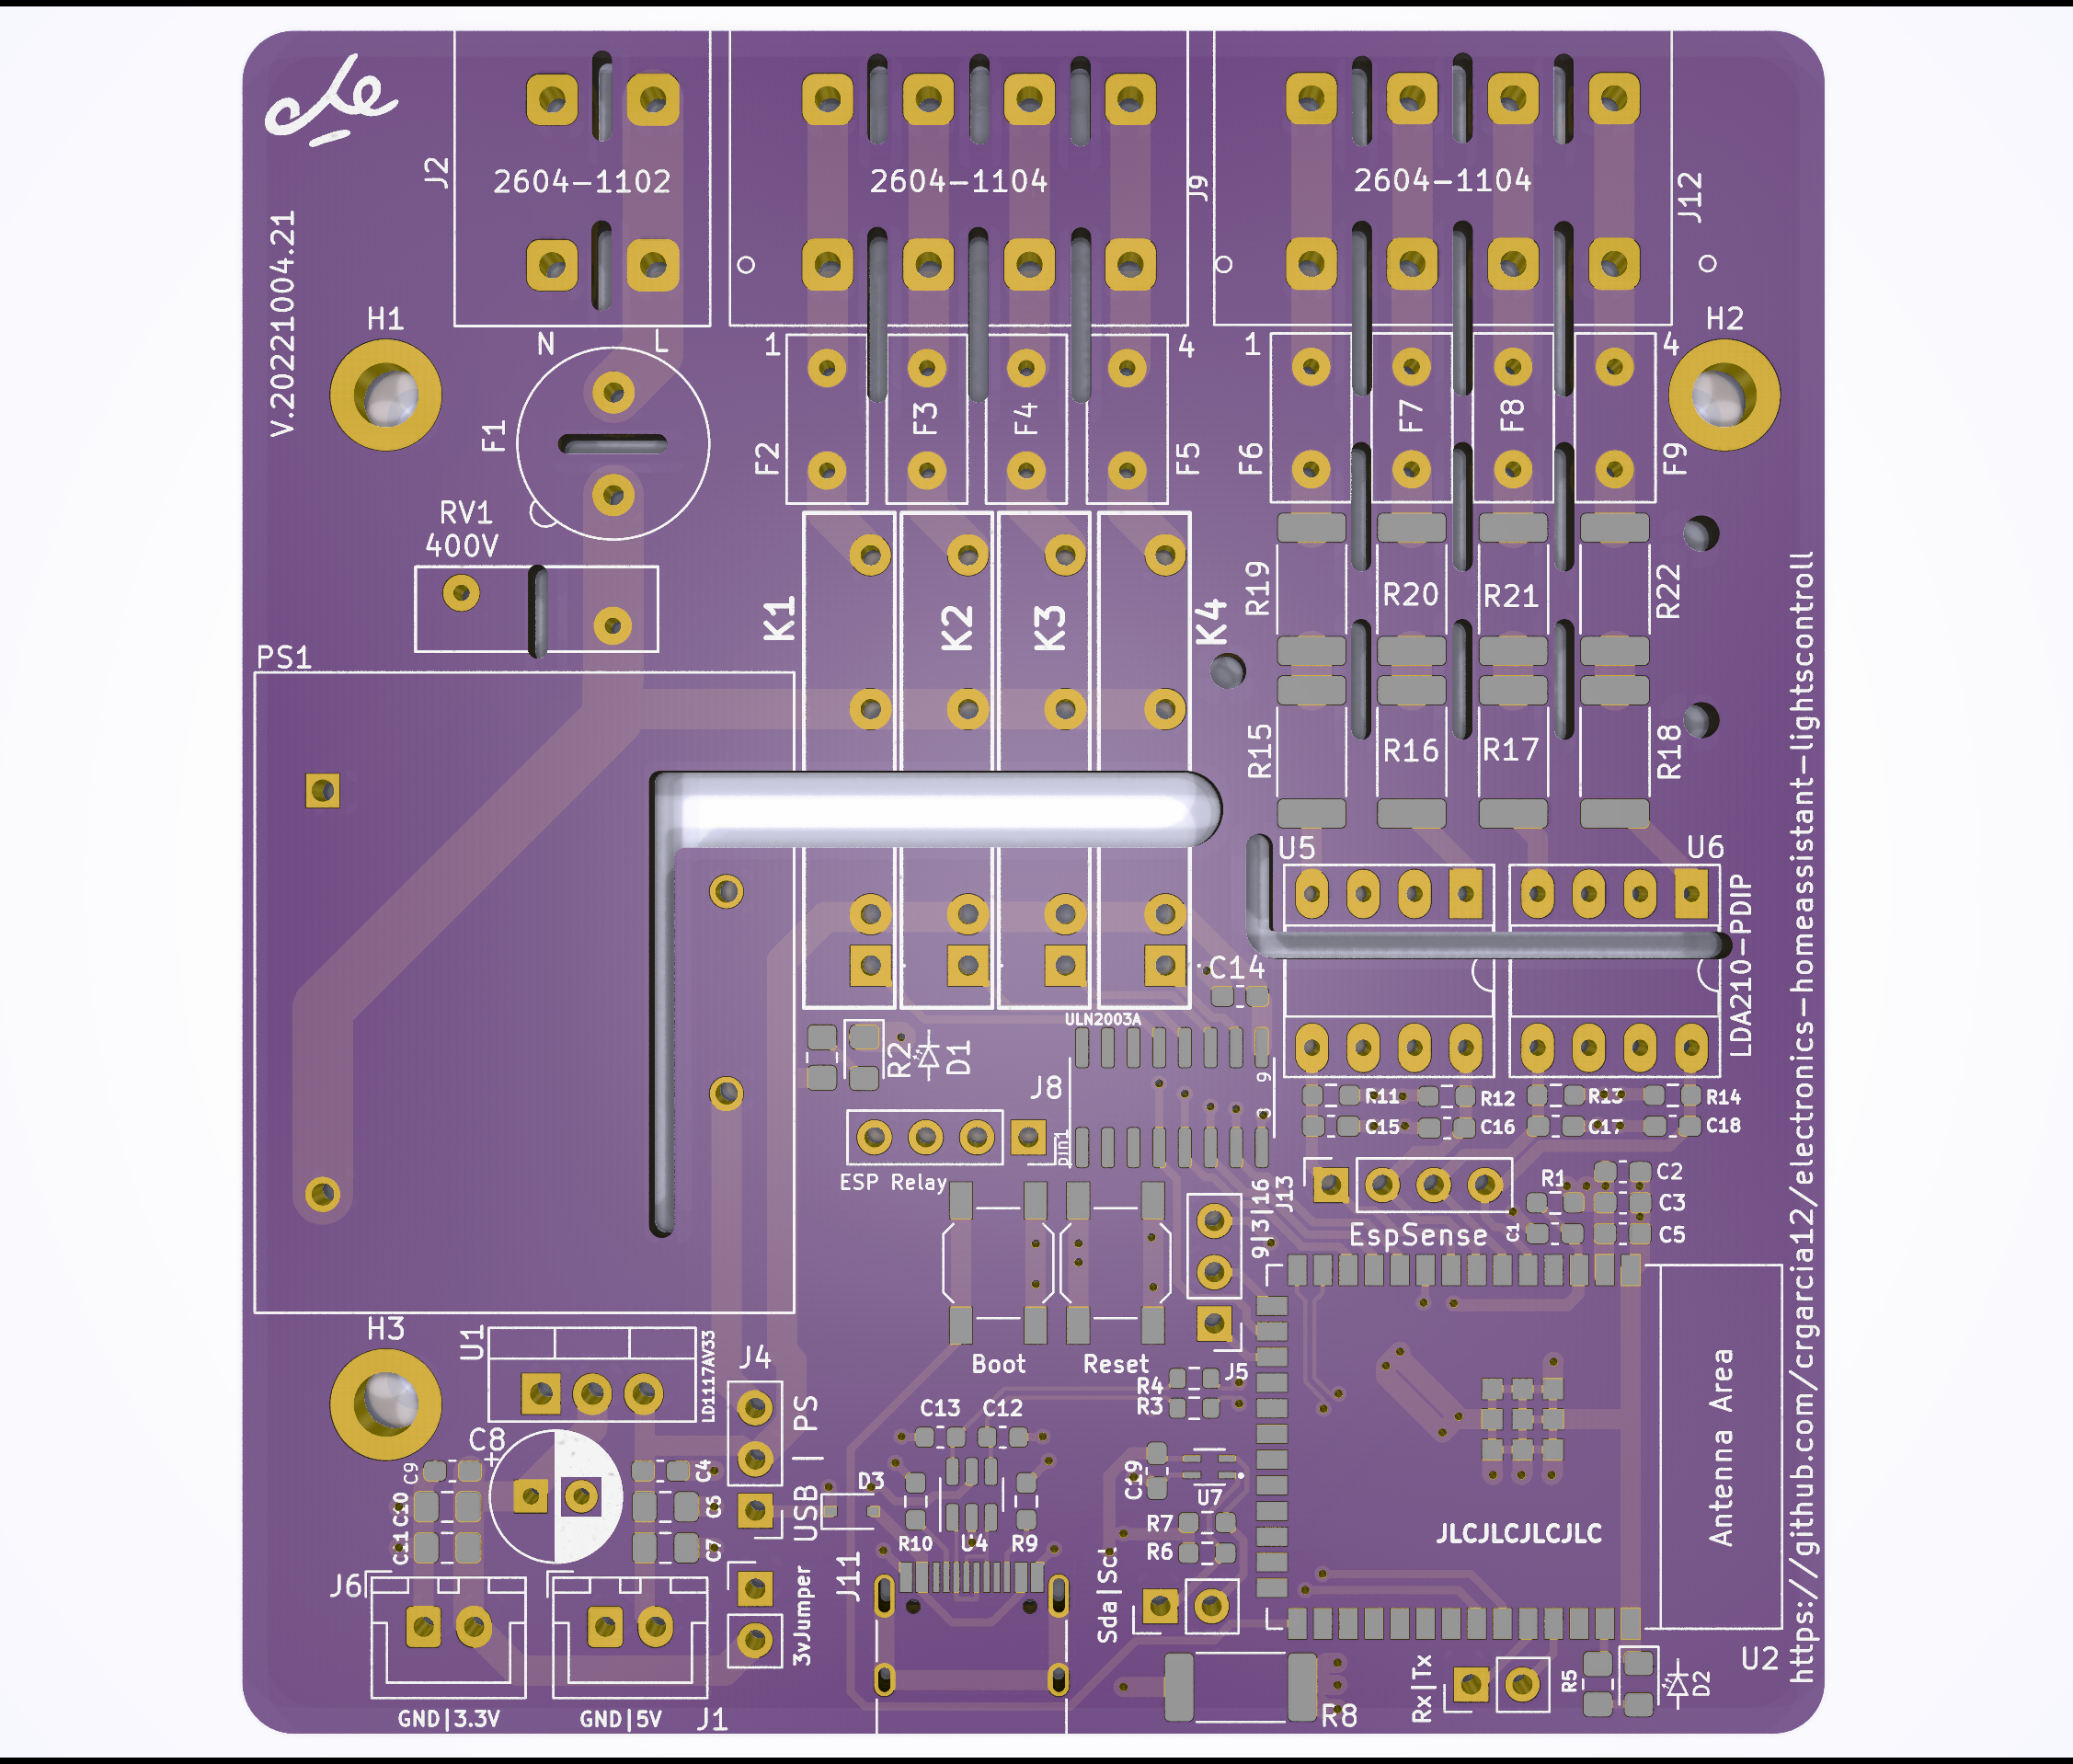 cle
J2
2604-1102
2604-1104
J9
2604-1104
J12
V.20221004.21
H1
N
L
1
4
1
4
H2
F1
F2
F3
F4
F5
F6
F7
F8
F9
RV1
400V
PS1
K1
K2
K3
K4
R19
R20
R21
R22
R15
R16
R17
R18
U5
U6
LDA210-PDIP
https://github.com/crgarcia12/electronics-homeassistant-lightscontroll
C14
ULN2003A
R2
D1
J8
9
8
pin1
ESP Relay
R11
R12
R13
R14
C15
C16
C17
C18
J13
EspSense
R1
C2
C3
C1
C5
9|3|16
Boot
Reset
J5
H3
U1
LD1117AV33
J4
USB | PS
R4
R3
C13
C12
C8
+
C9
C10
C11
C4
C6
C7
D3
C19
U7
R10
U4
R9
R7
R6
JLCJLCJLCJLC
Antenna Area
J6
J11
3vJumper
Sda|Scl
GND|3.3V
GND|5V
J1
R8
Rx|Tx
R5
D2
U2